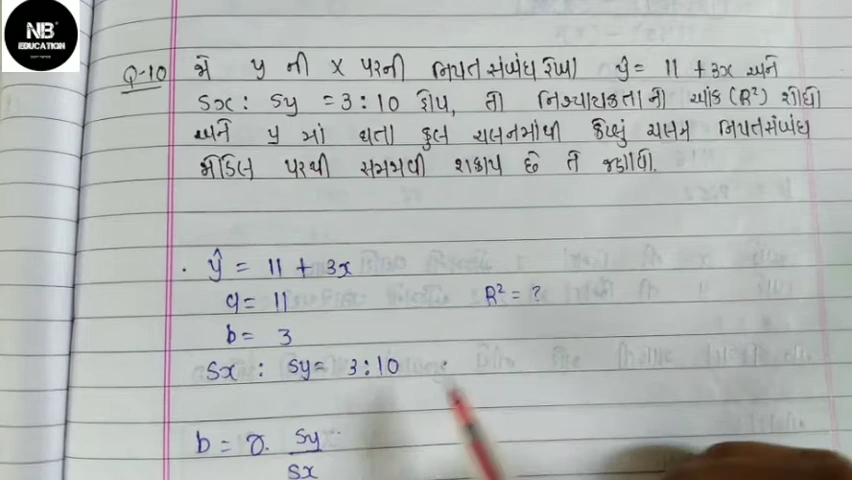 NB
EDUCATION
Q-10 જો y ની x પરની નિયત સંબંધ રેખા ŷ = 11 + 3x અને
Sx : Sy = 3 : 10 હોય, તો નિશ્ચાયકતાનો આંક (R²) શોધો
અને y માં થતા કુલ ચલનમાંથી કેટલું ચલન નિયતસંબંધ
મોડેલ પરથી સમજાવી શકાય છે તે જણાવો.
ŷ = 11 + 3x
a = 11 R² = ?
b = 3
Sx : Sy = 3 : 10
b = r. Sy
Sx